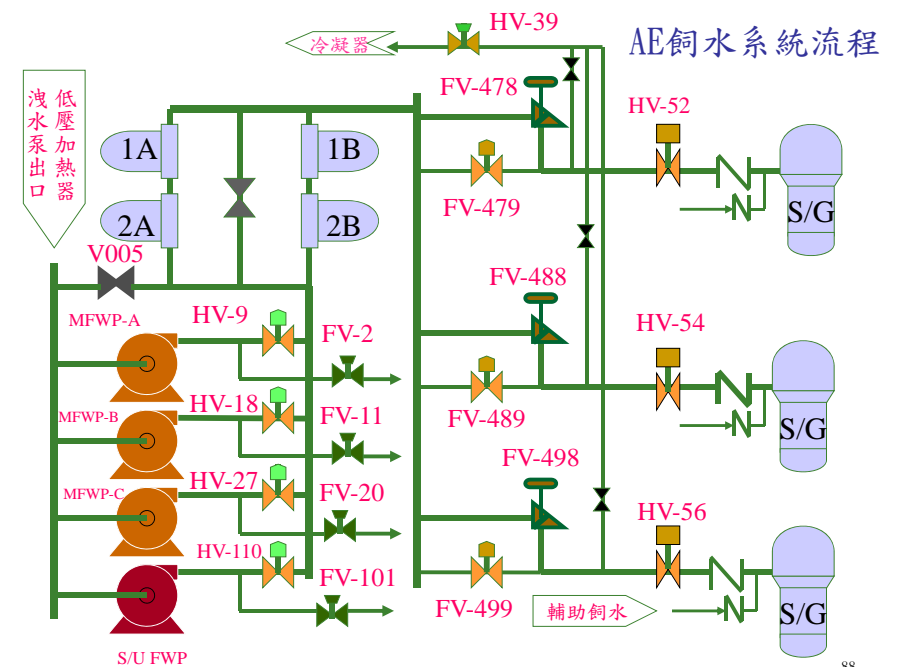 AE飼水系統流程
HV-39
冷凝器
FV-478
HV-52
低壓加熱器
洩水泵出口
1A
1B
2A
2B
FV-479
S/G
V005
MFWP-A
HV-9
FV-2
FV-488
HV-54
MFWP-B
HV-18
FV-11
FV-489
S/G
MFWP-C
HV-27
FV-20
FV-498
HV-56
HV-110
FV-101
FV-499
輔助飼水
S/G
S/U FWP
88